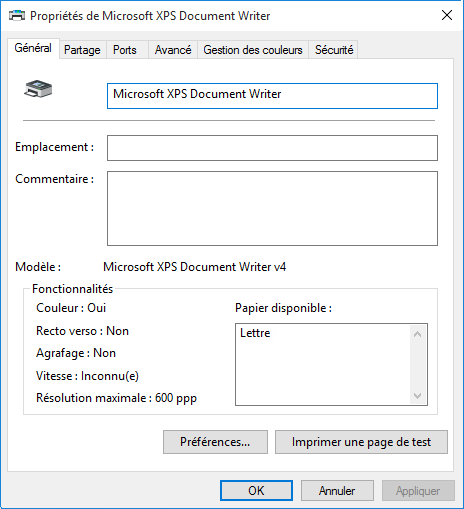 Propriétés de Microsoft XPS Document Writer
Général Partage Ports Avancé Gestion des couleurs Sécurité
Microsoft XPS Document Writer
Emplacement :
Commentaire :
Modèle : Microsoft XPS Document Writer v4
Fonctionnalités
Couleur : Oui Papier disponible :
Recto verso : Non Lettre
Agrafage : Non
Vitesse : Inconnu(e)
Résolution maximale : 600 ppp
Préférences... Imprimer une page de test
OK Annuler Appliquer